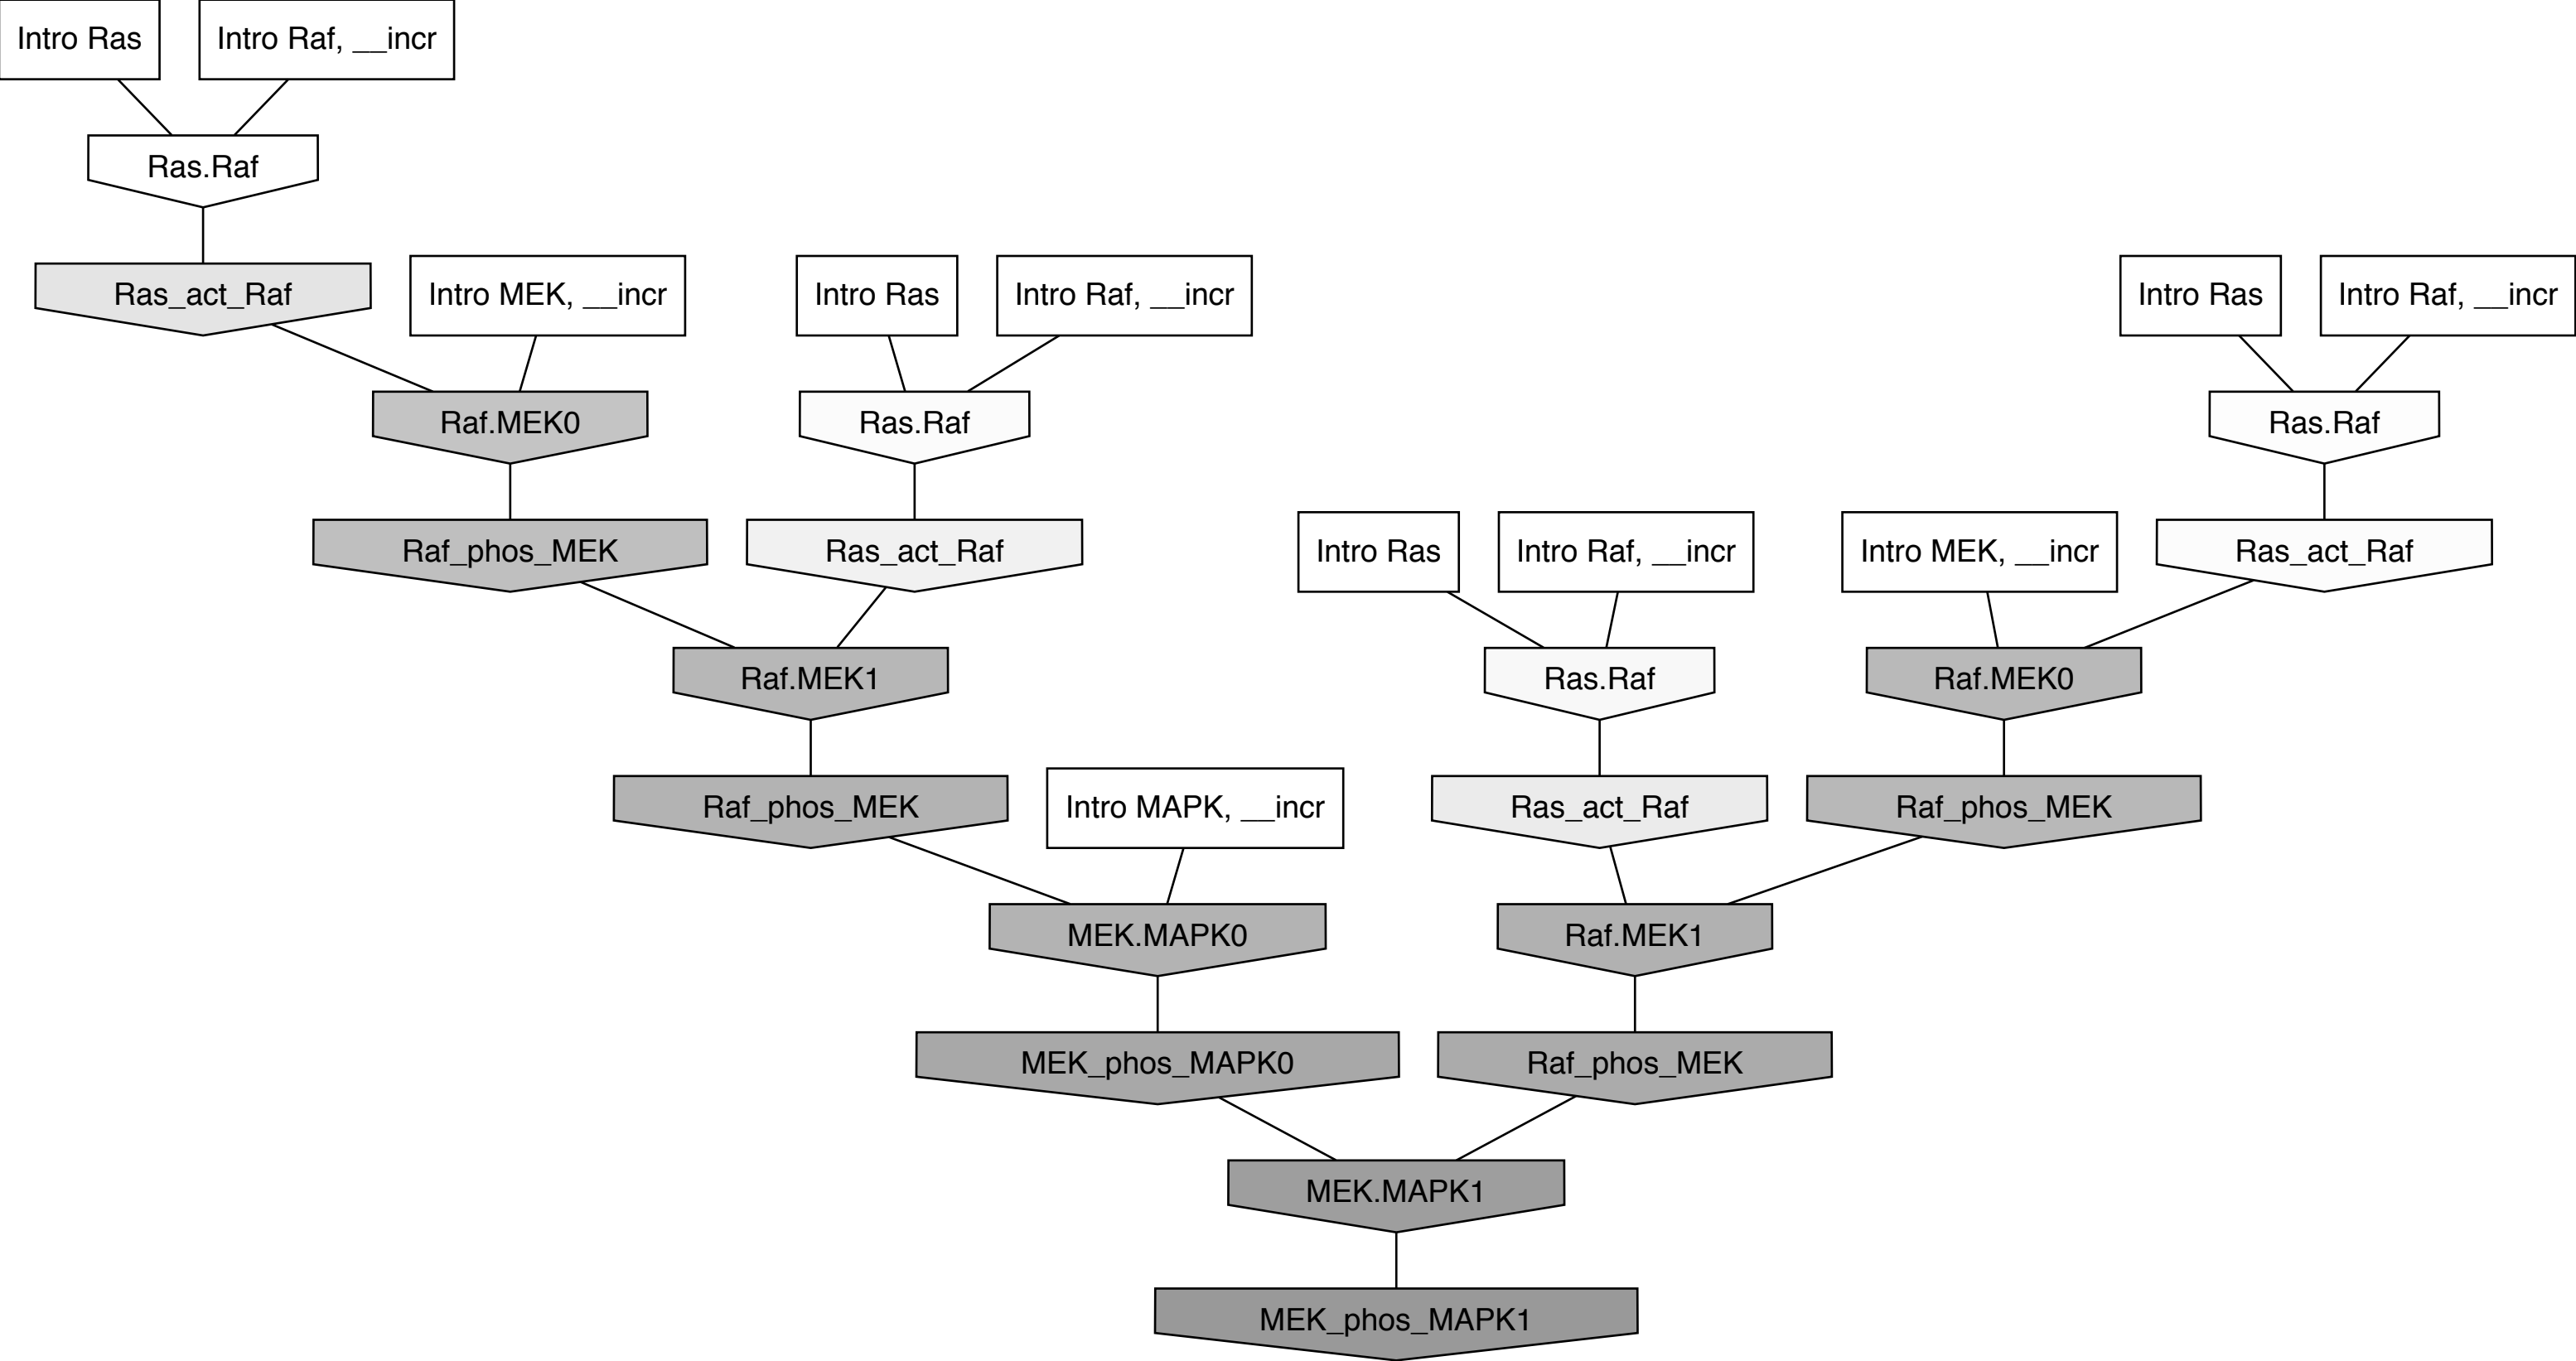 Intro Ras
Intro Raf, __incr
Ras.Raf
Ras_act_Raf
Intro MEK, __incr
Intro Ras
Intro Raf, __incr
Intro Ras
Intro Raf, __incr
Raf.MEK0
Ras.Raf
Ras.Raf
Raf_phos_MEK
Ras_act_Raf
Intro Ras
Intro Raf, __incr
Intro MEK, __incr
Ras_act_Raf
Raf.MEK1
Ras.Raf
Raf.MEK0
Raf_phos_MEK
Intro MAPK, __incr
Ras_act_Raf
Raf_phos_MEK
MEK.MAPK0
Raf.MEK1
MEK_phos_MAPK0
Raf_phos_MEK
MEK.MAPK1
MEK_phos_MAPK1